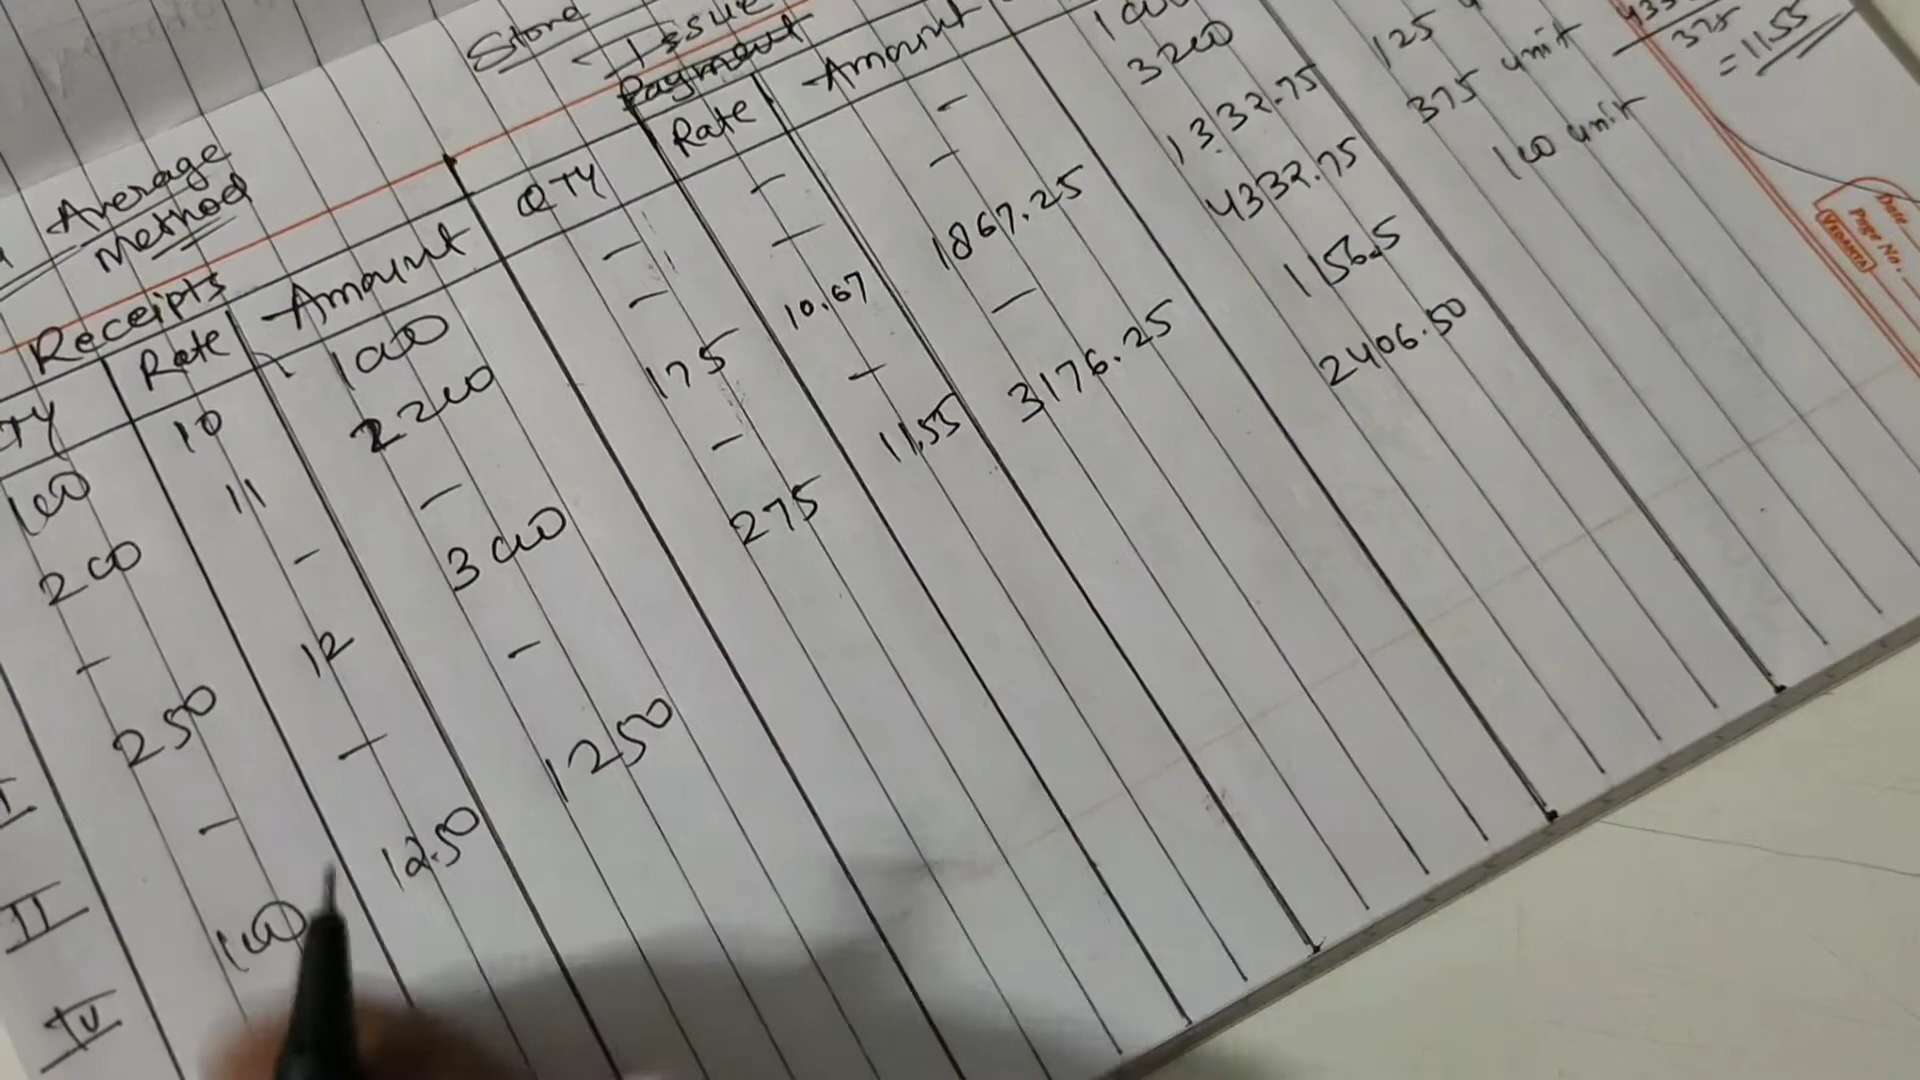 Store
Average
Method
Issue
Payment
Receipts
QTY Rate Amount
Rate Amount
100 10 1000 - - - 1000
200 11 2200 - - - 3200
- - - 175 10.67 1867.25 1332.75 125
250 12 3000 - - - 4332.75 375 unit
- - - 275 11.55 3176.25 1156.5 100 unit
100 12.50 1250 2406.50
375
= 11.55
II
IV
Date
Page No.
VEDANTA